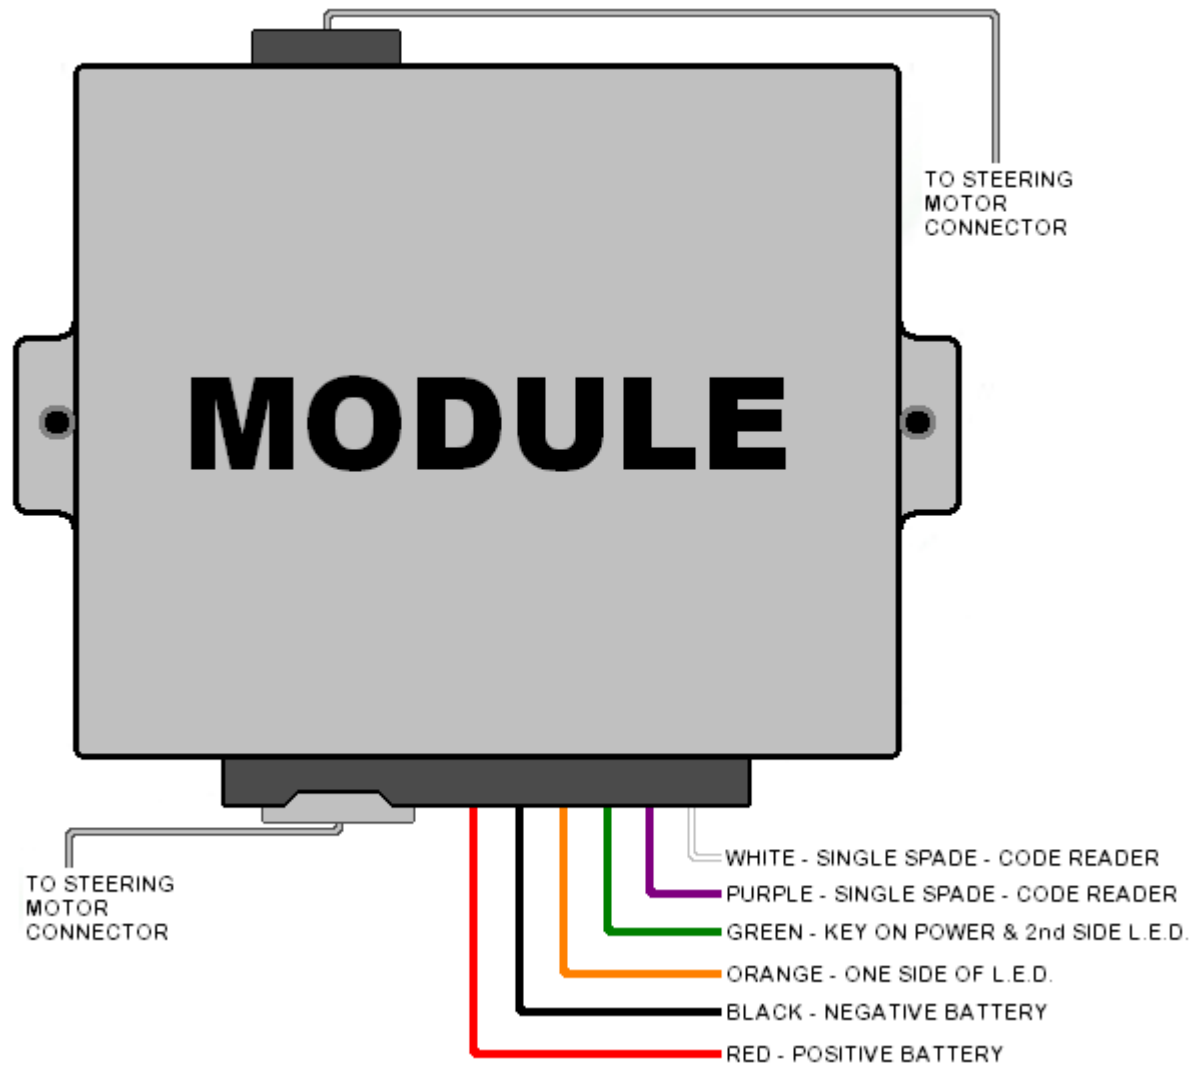 TO STEERING
MOTOR
CONNECTOR
MODULE
WHITE - SINGLE SPADE - CODE READER
PURPLE - SINGLE SPADE - CODE READER
GREEN - KEY ON POWER & 2nd SIDE L.E.D.
ORANGE - ONE SIDE OF L.E.D.
BLACK - NEGATIVE BATTERY
RED - POSITIVE BATTERY
TO STEERING
MOTOR
CONNECTOR